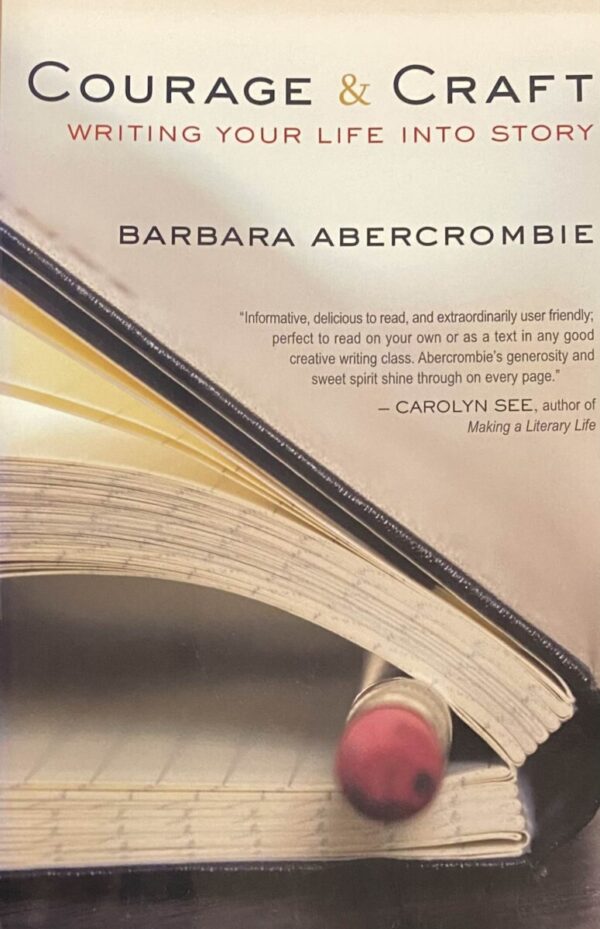 COURAGE & CRAFT
WRITING YOUR LIFE INTO STORY
BARBARA ABERCROMBIE
“Informative, delicious to read, and extraordinarily user friendly;
perfect to read on your own or as a text in any good
creative writing class. Abercrombie’s generosity and
sweet spirit shine through on every page.”
– CAROLYN SEE, author of
Making a Literary Life